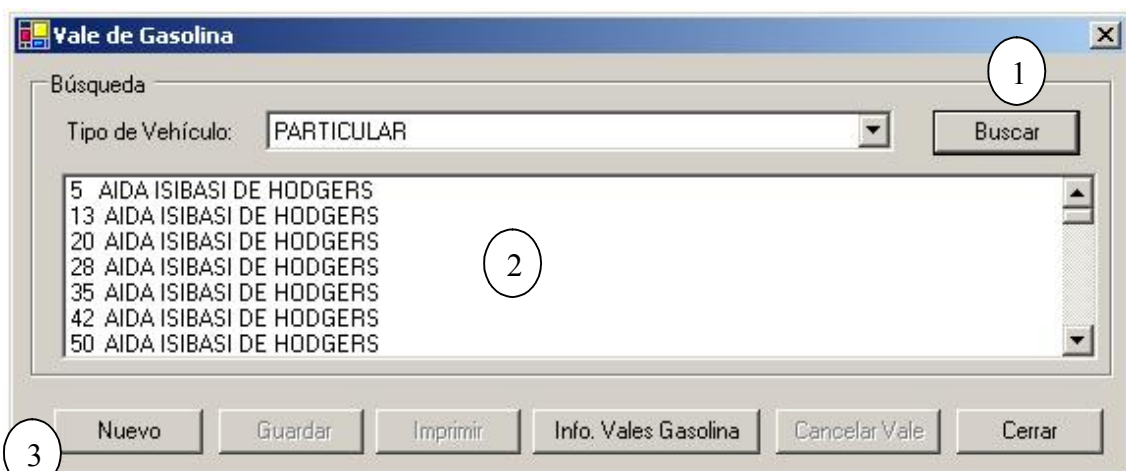 Vale de Gasolina
1
Búsqueda
Tipo de Vehículo: PARTICULAR Buscar
5 AIDA ISIBASI DE HODGERS
13 AIDA ISIBASI DE HODGERS
20 AIDA ISIBASI DE HODGERS
28 AIDA ISIBASI DE HODGERS
35 AIDA ISIBASI DE HODGERS
42 AIDA ISIBASI DE HODGERS
50 AIDA ISIBASI DE HODGERS
2
Nuevo Guardar Imprimir Info. Vales Gasolina Cancelar Vale Cerrar
3